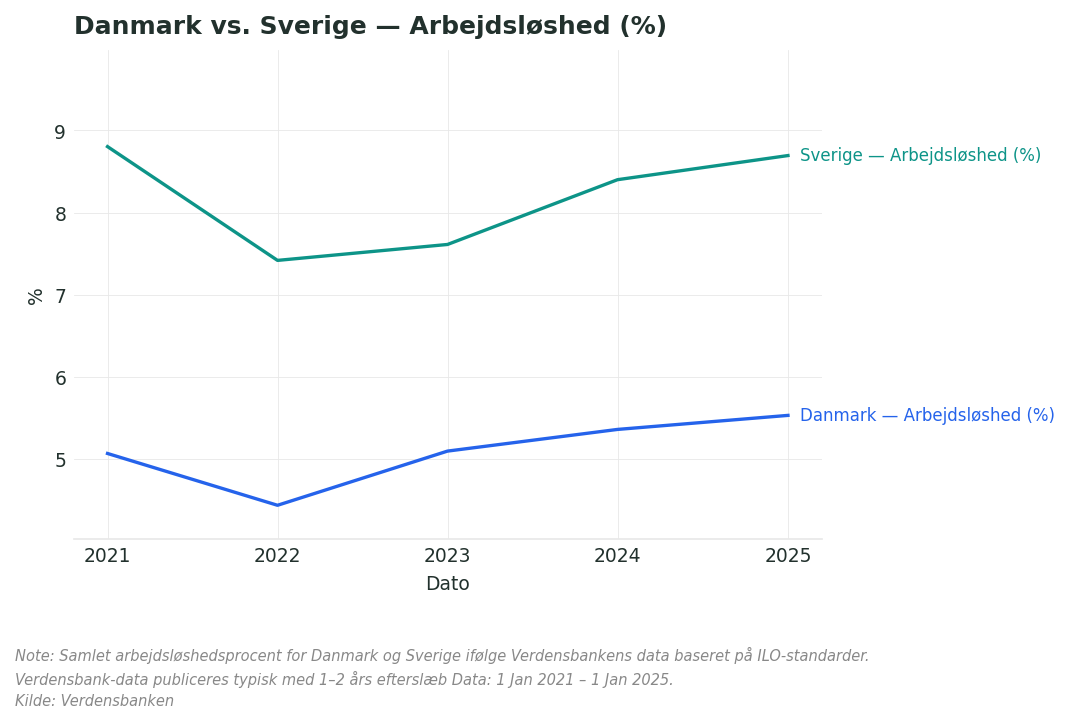 Danmark vs. Sverige — Arbejdsløshed (%)
9
8
7
6
5
%
Sverige — Arbejdsløshed (%)
Danmark — Arbejdsløshed (%)
2021 2022 2023 2024 2025
Dato
Note: Samlet arbejdsløshedsprocent for Danmark og Sverige ifølge Verdensbankens data baseret på ILO-standarder.
Verdensbank-data publiceres typisk med 1–2 års efterslæb Data: 1 Jan 2021 – 1 Jan 2025.
Kilde: Verdensbanken